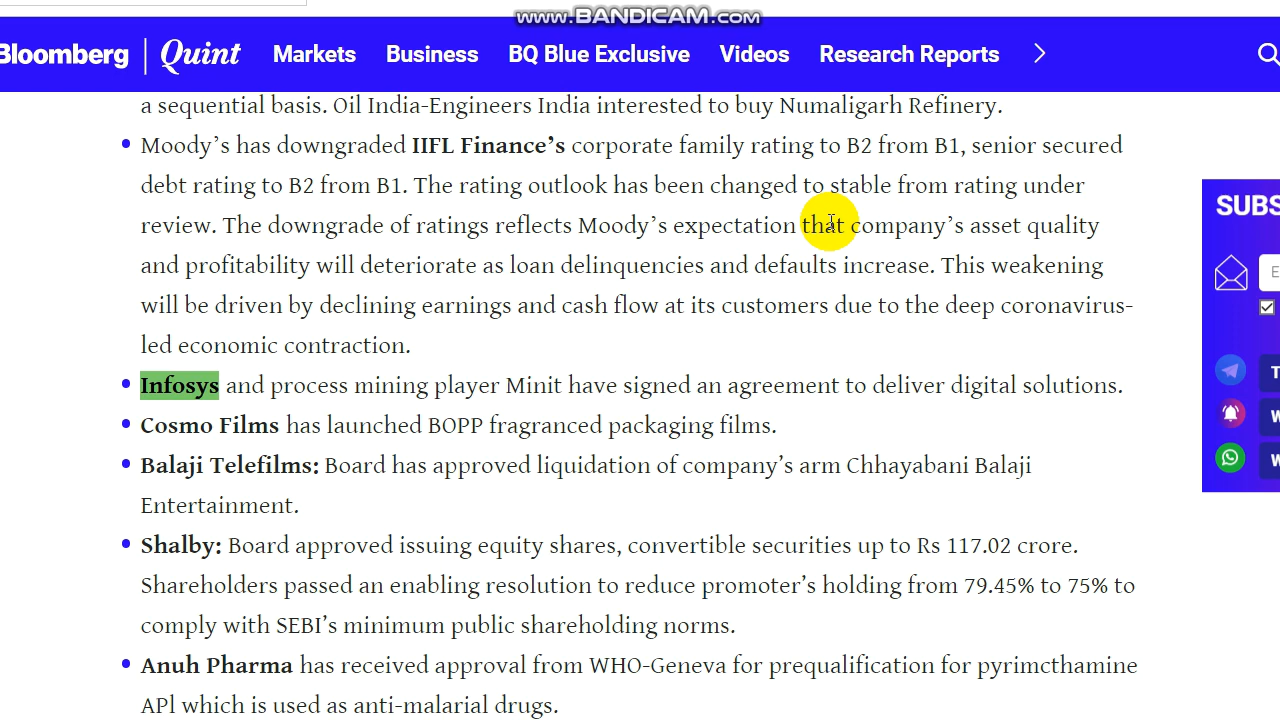 www.BANDICAM.com
Bloomberg | Quint Markets Business BQ Blue Exclusive Videos Research Reports
a sequential basis. Oil India-Engineers India interested to buy Numaligarh Refinery.
• Moody’s has downgraded IIFL Finance’s corporate family rating to B2 from B1, senior secured
debt rating to B2 from B1. The rating outlook has been changed to stable from rating under
review. The downgrade of ratings reflects Moody’s expectation that company’s asset quality
and profitability will deteriorate as loan delinquencies and defaults increase. This weakening
will be driven by declining earnings and cash flow at its customers due to the deep coronavirus-
led economic contraction.
• Infosys and process mining player Minit have signed an agreement to deliver digital solutions.
• Cosmo Films has launched BOPP fragranced packaging films.
• Balaji Telefilms: Board has approved liquidation of company’s arm Chhayabani Balaji
Entertainment.
• Shalby: Board approved issuing equity shares, convertible securities up to Rs 117.02 crore.
Shareholders passed an enabling resolution to reduce promoter’s holding from 79.45% to 75% to
comply with SEBI’s minimum public shareholding norms.
• Anuh Pharma has received approval from WHO-Geneva for prequalification for pyrimcthamine
APl which is used as anti-malarial drugs.
SUBS
E
T
W
W